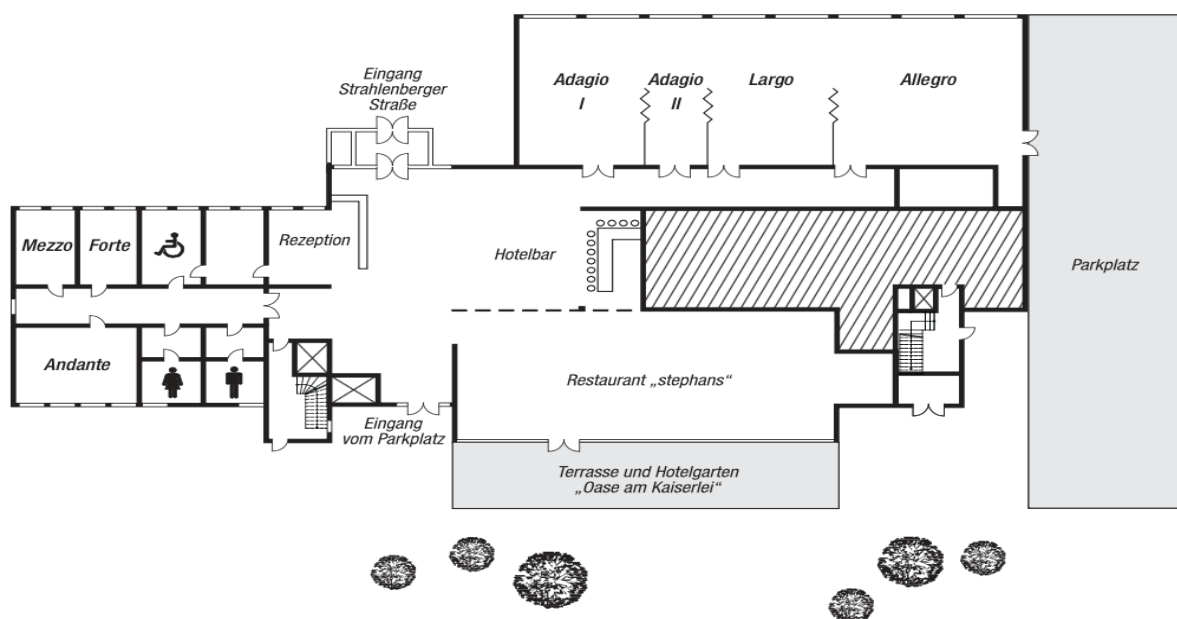 Eingang
Strahlenberger
Straße
Adagio
I
Adagio
II
Largo
Allegro
Mezzo
Forte
Rezeption
Hotelbar
Parkplatz
Andante
Restaurant „stephans“
Eingang
vom Parkplatz
Terrasse und Hotelgarten
„Oase am Kaiserlei“